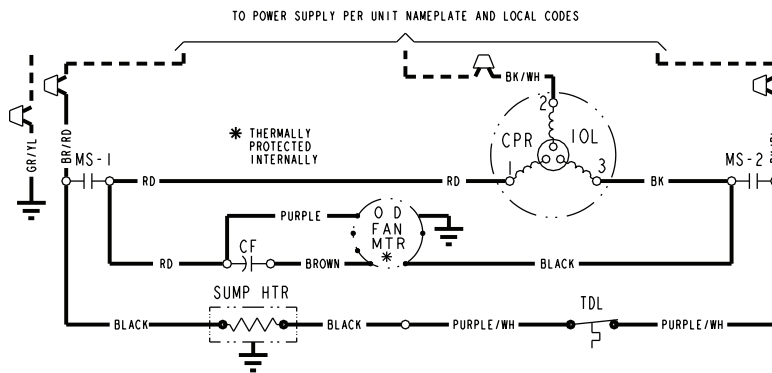 TO POWER SUPPLY PER UNIT NAMEPLATE AND LOCAL CODES
BK/WH
2
CPR
IOL
1
3
* THERMALLY
PROTECTED
INTERNALLY
GR/YL
BR/RD
MS-1
MS-2
RD
RD
BK
PURPLE
O D
FAN
MTR
*
CF
RD
BROWN
BLACK
SUMP HTR
TDL
BLACK
BLACK
PURPLE/WH
PURPLE/WH